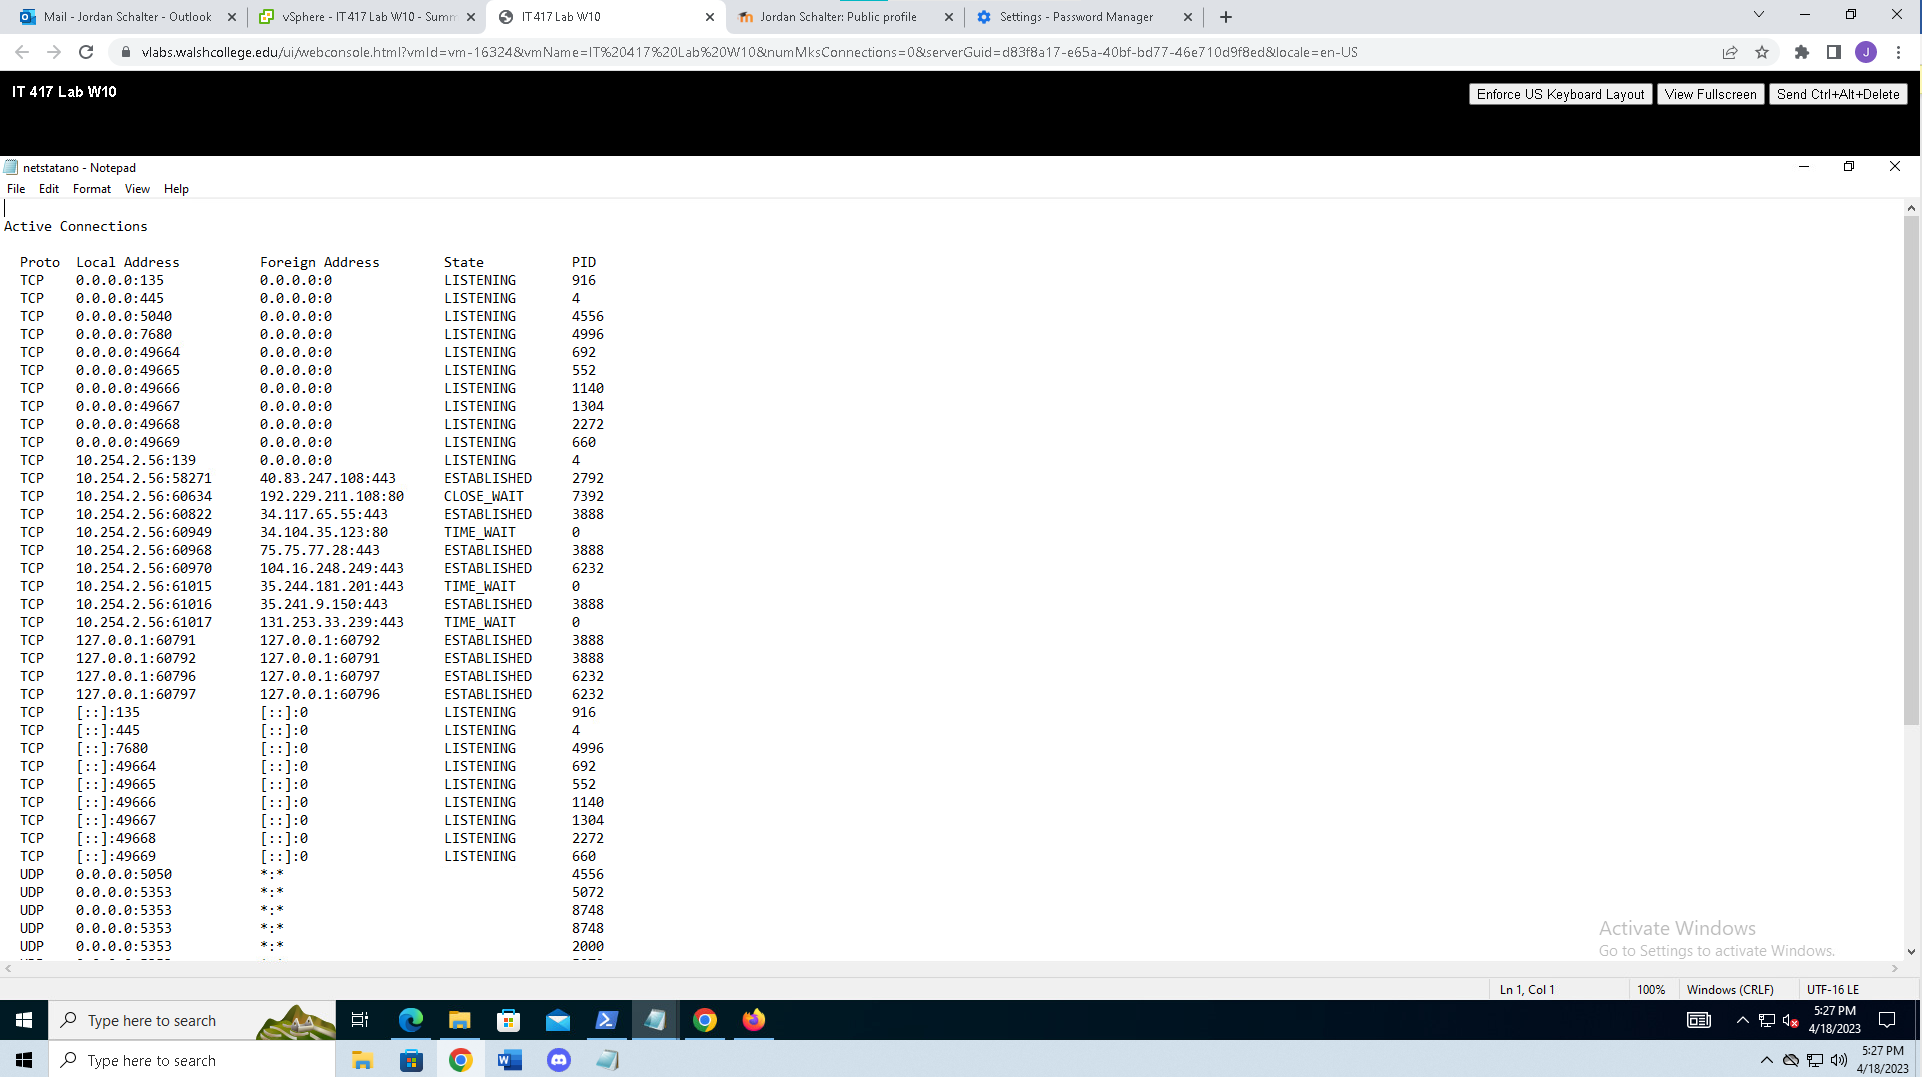 Mail - Jordan Schalter - Outlook
vSphere - IT 417 Lab W10 - Summ
IT 417 Lab W10
Jordan Schalter: Public profile
Settings - Password Manager
vlabs.walshcollege.edu/ui/webconsole.html?vmId=vm-16324&vmName=IT%20417%20Lab%20W10&numMksConnections=0&serverGuid=d83f8a17-e65a-40bf-bd77-46e710d9f8ed&locale=en-US
J
IT 417 Lab W10
Enforce US Keyboard Layout View Fullscreen Send Ctrl+Alt+Delete
netstatano - Notepad
File Edit Format View Help
Active Connections
Proto Local Address Foreign Address State PID
TCP 0.0.0.0:135 0.0.0.0:0 LISTENING 916
TCP 0.0.0.0:445 0.0.0.0:0 LISTENING 4
TCP 0.0.0.0:5040 0.0.0.0:0 LISTENING 4556
TCP 0.0.0.0:7680 0.0.0.0:0 LISTENING 4996
TCP 0.0.0.0:49664 0.0.0.0:0 LISTENING 692
TCP 0.0.0.0:49665 0.0.0.0:0 LISTENING 552
TCP 0.0.0.0:49666 0.0.0.0:0 LISTENING 1140
TCP 0.0.0.0:49667 0.0.0.0:0 LISTENING 1304
TCP 0.0.0.0:49668 0.0.0.0:0 LISTENING 2272
TCP 0.0.0.0:49669 0.0.0.0:0 LISTENING 660
TCP 10.254.2.56:139 0.0.0.0:0 LISTENING 4
TCP 10.254.2.56:58271 40.83.247.108:443 ESTABLISHED 2792
TCP 10.254.2.56:60634 192.229.211.108:80 CLOSE_WAIT 7392
TCP 10.254.2.56:60822 34.117.65.55:443 ESTABLISHED 3888
TCP 10.254.2.56:60949 34.104.35.123:80 TIME_WAIT 0
TCP 10.254.2.56:60968 75.75.77.28:443 ESTABLISHED 3888
TCP 10.254.2.56:60970 104.16.248.249:443 ESTABLISHED 6232
TCP 10.254.2.56:61015 35.244.181.201:443 TIME_WAIT 0
TCP 10.254.2.56:61016 35.241.9.150:443 ESTABLISHED 3888
TCP 10.254.2.56:61017 131.253.33.239:443 TIME_WAIT 0
TCP 127.0.0.1:60791 127.0.0.1:60792 ESTABLISHED 3888
TCP 127.0.0.1:60792 127.0.0.1:60791 ESTABLISHED 3888
TCP 127.0.0.1:60796 127.0.0.1:60797 ESTABLISHED 6232
TCP 127.0.0.1:60797 127.0.0.1:60796 ESTABLISHED 6232
TCP [::]:135 [::]:0 LISTENING 916
TCP [::]:445 [::]:0 LISTENING 4
TCP [::]:7680 [::]:0 LISTENING 4996
TCP [::]:49664 [::]:0 LISTENING 692
TCP [::]:49665 [::]:0 LISTENING 552
TCP [::]:49666 [::]:0 LISTENING 1140
TCP [::]:49667 [::]:0 LISTENING 1304
TCP [::]:49668 [::]:0 LISTENING 2272
TCP [::]:49669 [::]:0 LISTENING 660
UDP 0.0.0.0:5050 *:* 4556
UDP 0.0.0.0:5353 *:* 5072
UDP 0.0.0.0:5353 *:* 8748
UDP 0.0.0.0:5353 *:* 8748
UDP 0.0.0.0:5353 *:* 2000
Activate Windows
Go to Settings to activate Windows.
Ln 1, Col 1 100% Windows (CRLF) UTF-16 LE
Type here to search
5:27 PM
4/18/2023
Type here to search
5:27 PM
4/18/2023